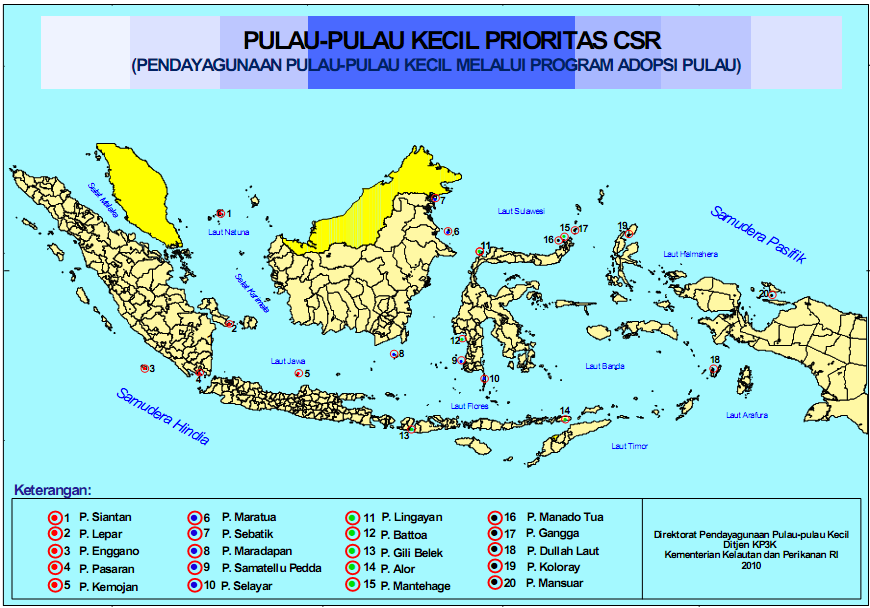 PULAU-PULAU KECIL PRIORITAS CSR
(PENDAYAGUNAAN PULAU-PULAU KECIL MELALUI PROGRAM ADOPSI PULAU)
Selat Melaka
1
Laut Natuna
7
6
Laut Sulawesi
15
16
17
19
Samudera Pasifik
11
Laut Halmahera
Selat Karimata
2
20
12
3
4
Laut Jawa
5
8
9
10
Laut Banda
18
Samudera Hindia
Laut Flores
13
14
Laut Arafura
Laut Timor
Keterangan:
1 P. Siantan
2 P. Lepar
3 P. Enggano
4 P. Pasaran
5 P. Kemojan
6 P. Maratua
7 P. Sebatik
8 P. Maradapan
9 P. Samatellu Pedda
10 P. Selayar
11 P. Lingayan
12 P. Battoa
13 P. Gili Belek
14 P. Alor
15 P. Mantehage
16 P. Manado Tua
17 P. Gangga
18 P. Dullah Laut
19 P. Koloray
20 P. Mansuar
Direktorat Pendayagunaan Pulau-pulau Kecil
Ditjen KP3K
Kementerian Kelautan dan Perikanan RI
2010